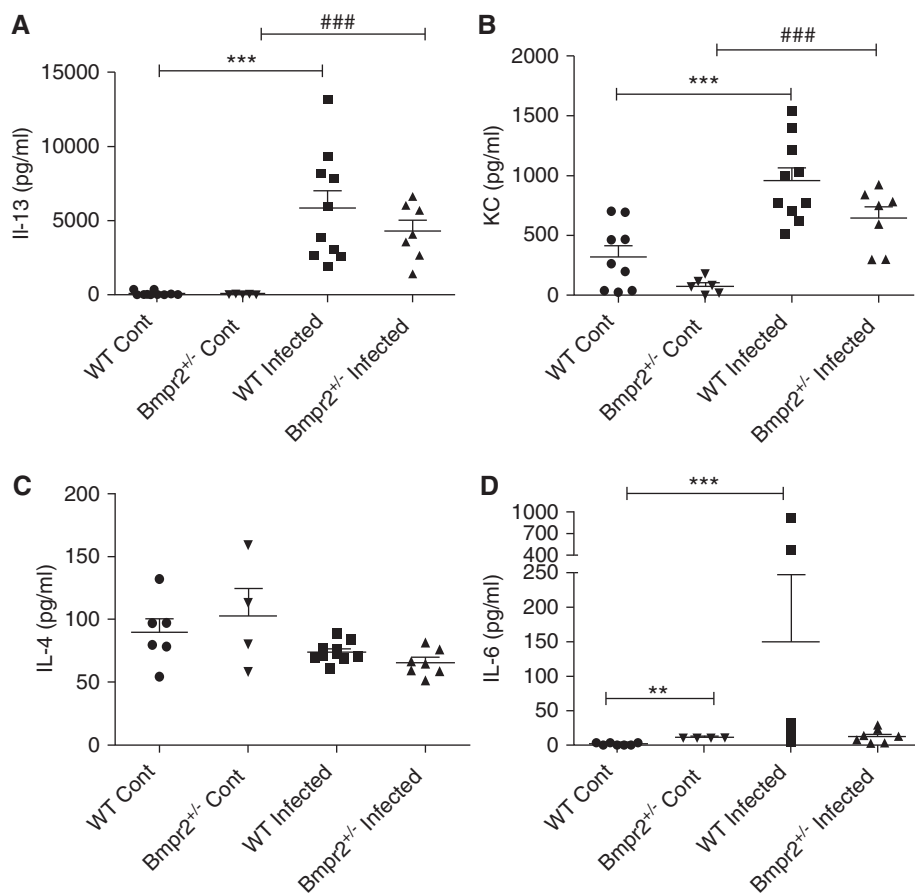 A
###
***
15000
10000
5000
0
Il-13 (pg/ml)
WT Cont
Bmpr2+/- Cont
WT Infected
Bmpr2+/- Infected
B
###
***
2000
1500
1000
500
0
KC (pg/ml)
WT Cont
Bmpr2+/- Cont
WT Infected
Bmpr2+/- Infected
C
200
150
100
50
0
IL-4 (pg/ml)
WT Cont
Bmpr2+/- Cont
WT Infected
Bmpr2+/- Infected
D
***
**
1000
700
400
250
200
150
100
50
0
IL-6 (pg/ml)
WT Cont
Bmpr2+/- Cont
WT Infected
Bmpr2+/- Infected